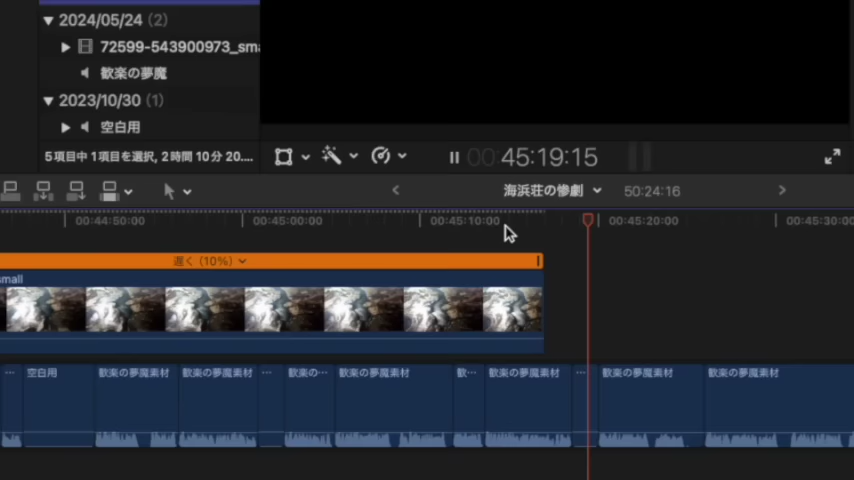 2024/05/24 (2)
72599-543900973_sma
歓楽の夢魔
2023/10/30 (1)
空白用
5項目中1項目を選択, 2時間10分20....
00:45:19:15
海浜荘の惨劇 50:24:16
00:44:50:00 00:45:00:00 00:45:10:00 00:45:20:00 00:45:30:00
遅く (10%)
small
... 空白用 歓楽の夢魔素材 歓楽の夢魔素材 ... 歓楽の... 歓楽の夢魔素材 歓... 歓楽の夢魔素材 ... 歓楽の夢魔素材 歓楽の夢魔素材